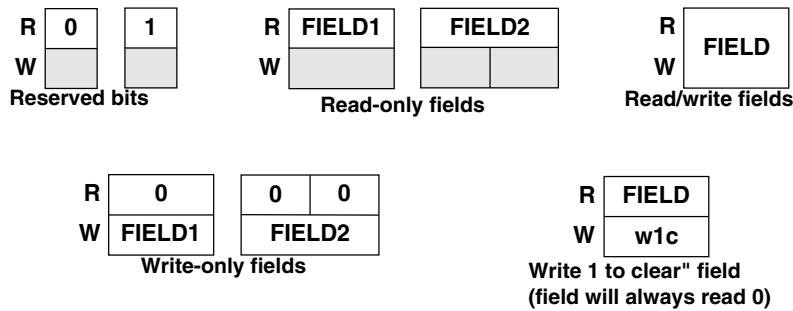 R 0 1 R FIELD1 FIELD2 R FIELD
W W W
Reserved bits Read-only fields Read/write fields
R 0 0 0 R FIELD
W FIELD1 FIELD2 W w1c
Write-only fields Write 1 to clear" field
(field will always read 0)